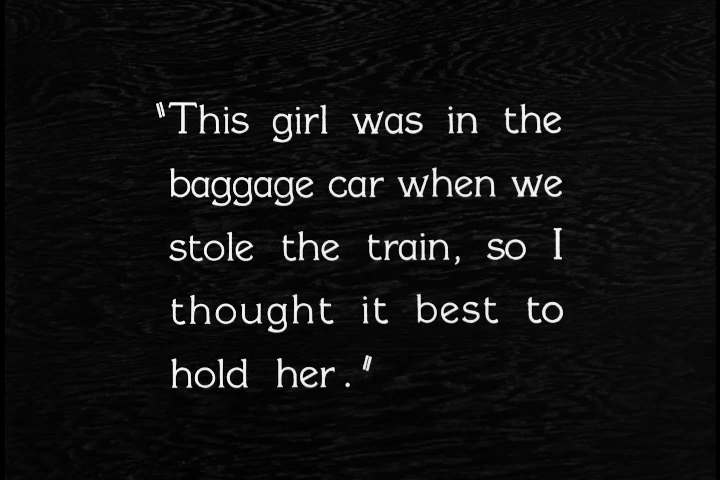 "This girl was in the
baggage car when we
stole the train, so I
thought it best to
hold her."